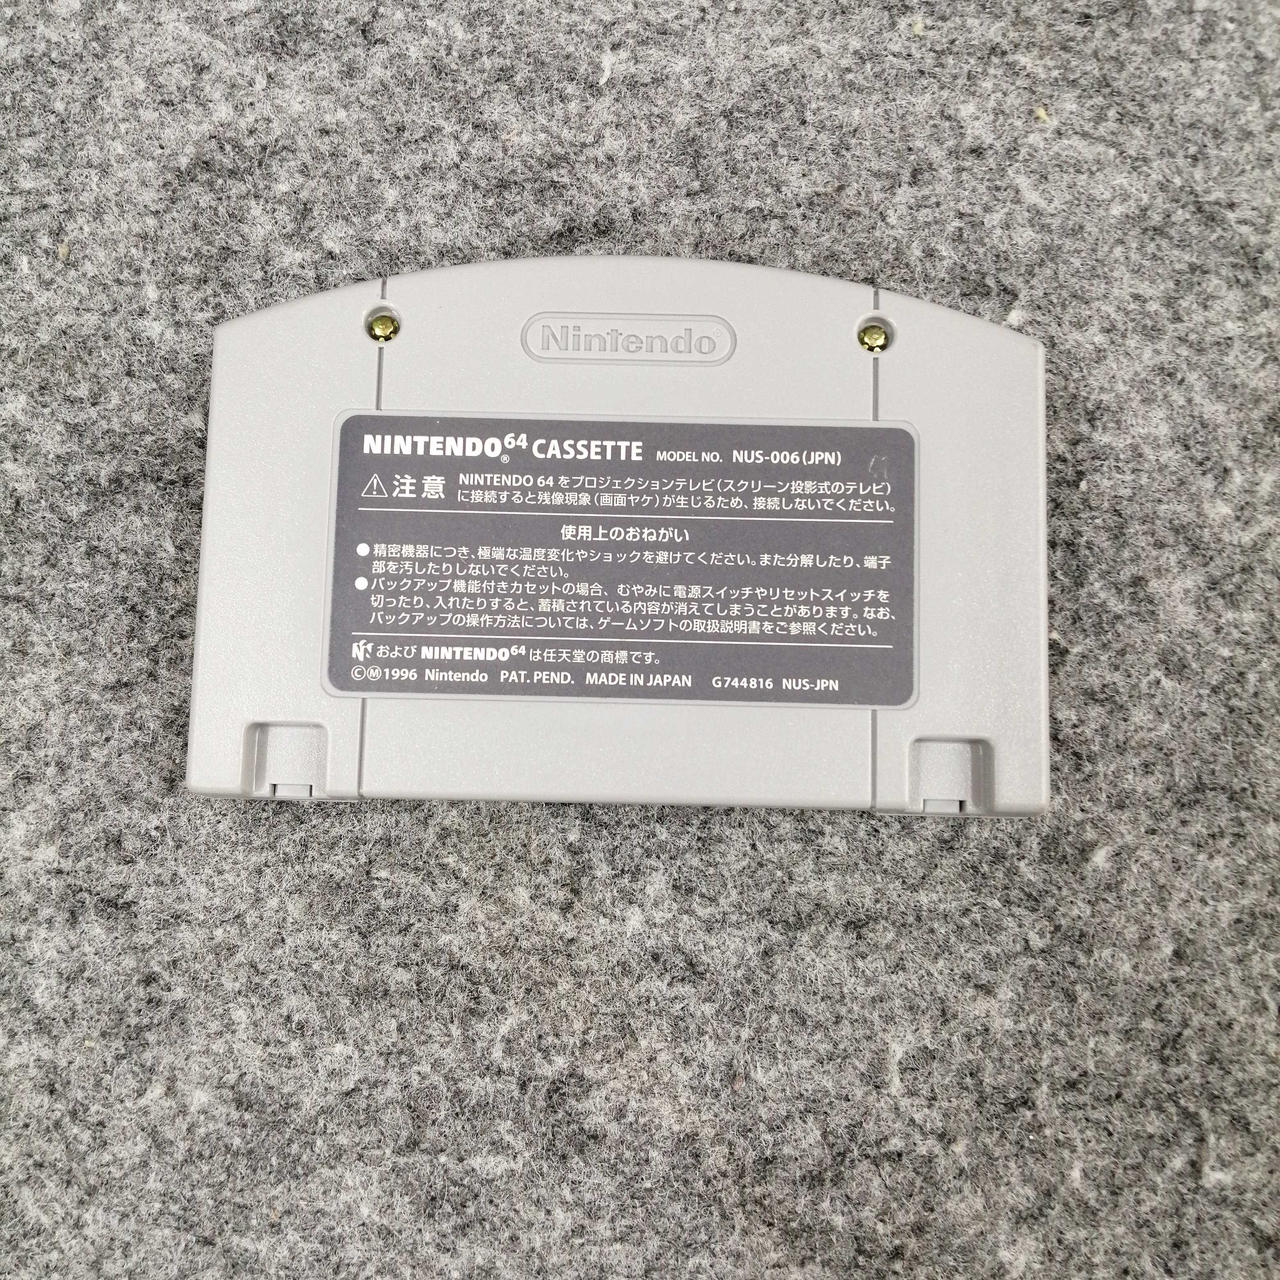 Nintendo®
NINTENDO64® CASSETTE MODEL NO. NUS-006(JPN)
⚠注意 NINTENDO 64 をプロジェクションテレビ(スクリーン投影式のテレビ)
に接続すると残像現象(画面ヤケ)が生じるため、接続しないでください。
使用上のおねがい
●精密機器につき、極端な温度変化やショックを避けてください。また分解したり、端子
部を汚したりしないでください。
●バックアップ機能付きカセットの場合、むやみに電源スイッチやリセットスイッチを
切ったり、入れたりすると、蓄積されている内容が消えてしまうことがあります。なお、
バックアップの操作方法については、ゲームソフトの取扱説明書をご参照ください。
および NINTENDO64 は任天堂の商標です。
ⒸⓂ1996 Nintendo PAT. PEND. MADE IN JAPAN G744816 NUS-JPN